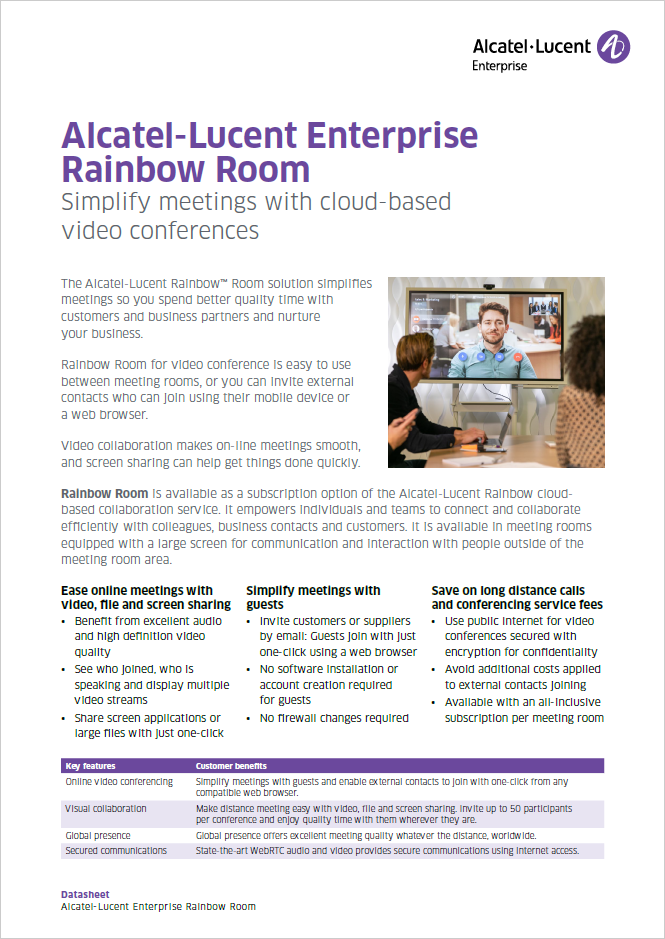 Alcatel·Lucent
Enterprise
Alcatel-Lucent Enterprise
Rainbow Room
Simplify meetings with cloud-based
video conferences
The Alcatel-Lucent Rainbow™ Room solution simplifies
meetings so you spend better quality time with
customers and business partners and nurture
your business.
Rainbow Room for video conference is easy to use
between meeting rooms, or you can invite external
contacts who can join using their mobile device or
a web browser.
Video collaboration makes on-line meetings smooth,
and screen sharing can help get things done quickly.
Rainbow Room is available as a subscription option of the Alcatel-Lucent Rainbow cloud-
based collaboration service. It empowers individuals and teams to connect and collaborate
efficiently with colleagues, business contacts and customers. It is available in meeting rooms
equipped with a large screen for communication and interaction with people outside of the
meeting room area.
Ease online meetings with
video, file and screen sharing
• Benefit from excellent audio
and high definition video
quality
• See who joined, who is
speaking and display multiple
video streams
• Share screen applications or
large files with just one-click
Simplify meetings with
guests
• Invite customers or suppliers
by email: Guests join with just
one-click using a web browser
• No software installation or
account creation required
for guests
• No firewall changes required
Save on long distance calls
and conferencing service fees
• Use public internet for video
conferences secured with
encryption for confidentiality
• Avoid additional costs applied
to external contacts joining
• Available with an all-inclusive
subscription per meeting room
Key features Customer benefits
Online video conferencing Simplify meetings with guests and enable external contacts to join with one-click from any
compatible web browser.
Visual collaboration Make distance meeting easy with video, file and screen sharing. Invite up to 50 participants
per conference and enjoy quality time with them wherever they are.
Global presence Global presence offers excellent meeting quality whatever the distance, worldwide.
Secured communications State-the-art WebRTC audio and video provides secure communications using internet access.
Datasheet
Alcatel-Lucent Enterprise Rainbow Room